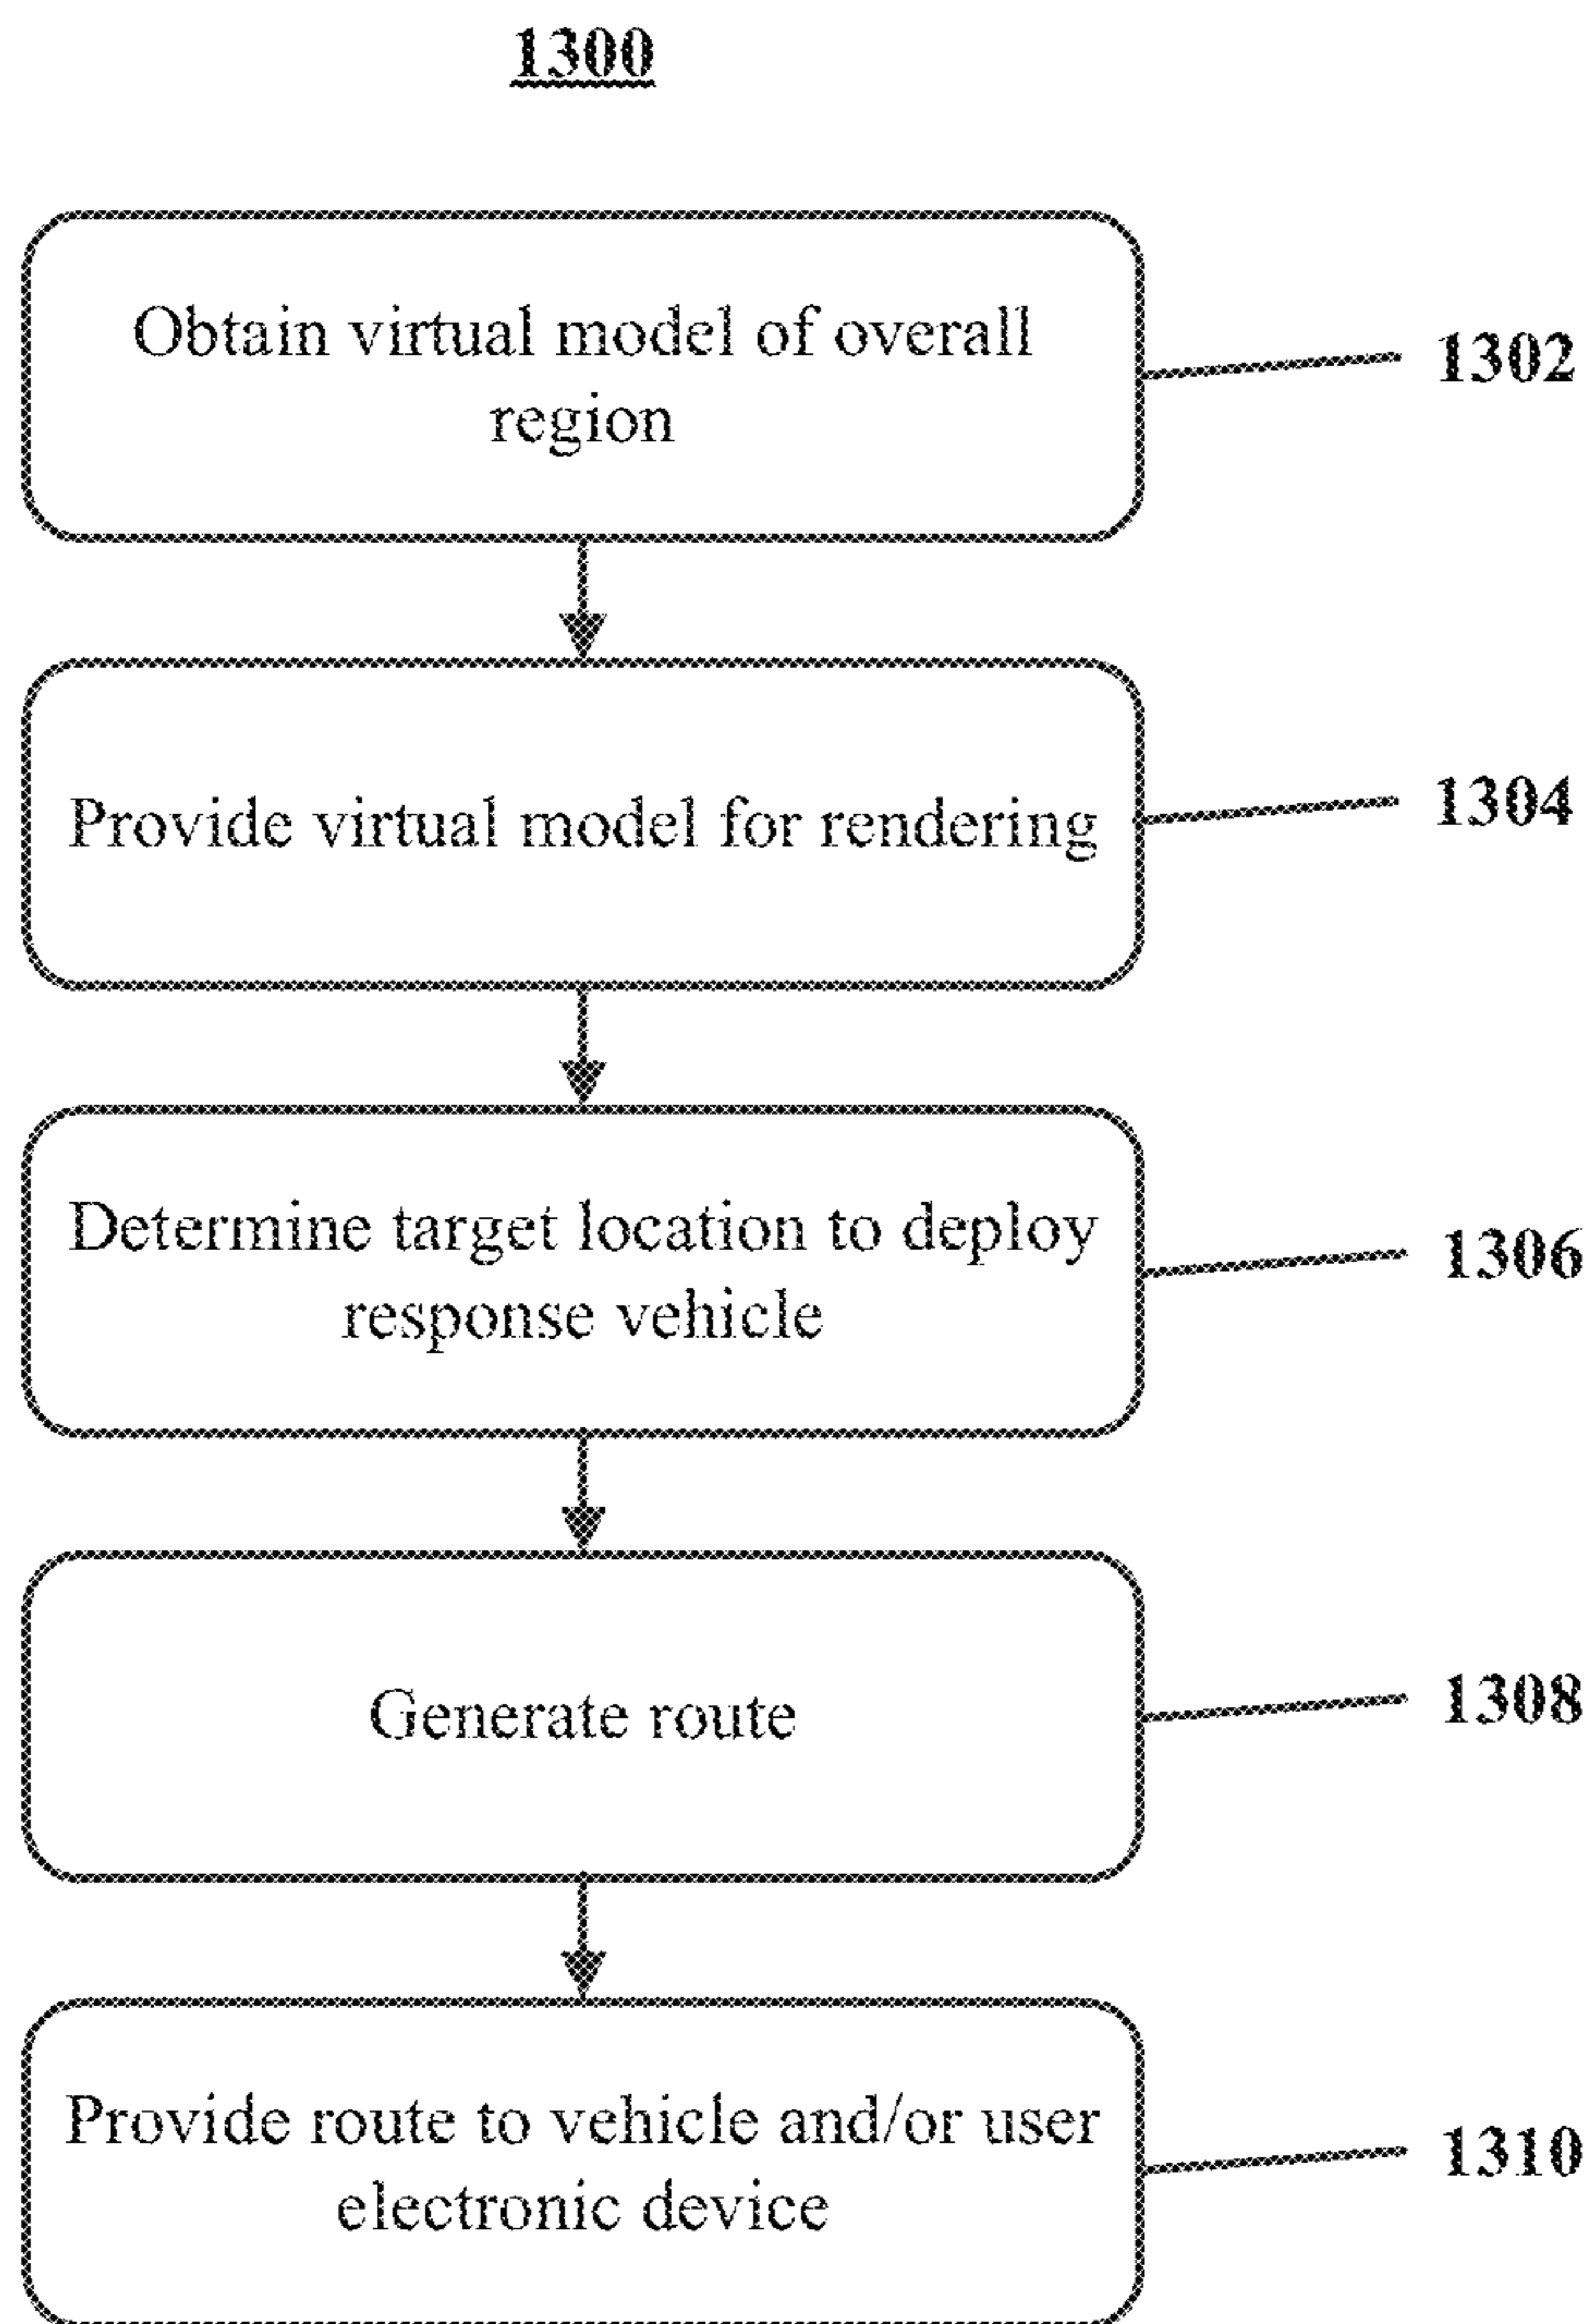 1300
Obtain virtual model of overall
region
1302
Provide virtual model for rendering
1304
Determine target location to deploy
response vehicle
1306
Generate route
1308
Provide route to vehicle and/or user
electronic device
1310